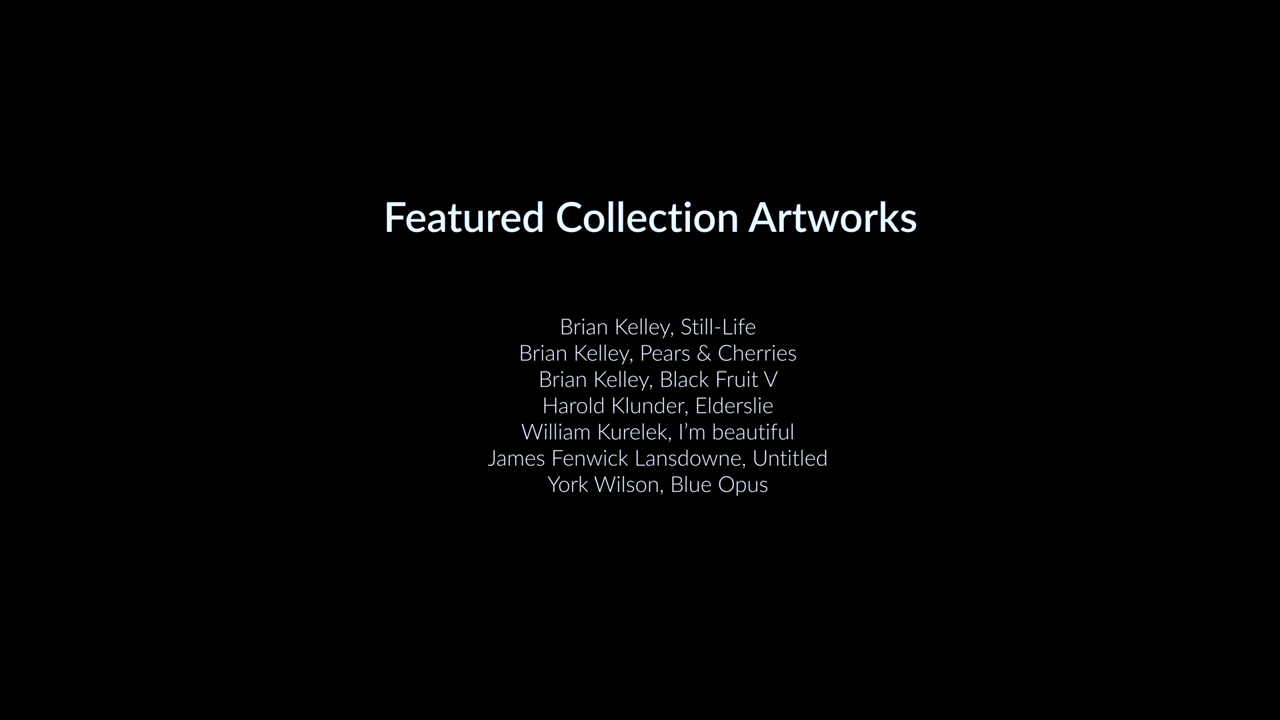 Featured Collection Artworks
Brian Kelley, Still-Life
Brian Kelley, Pears & Cherries
Brian Kelley, Black Fruit V
Harold Klunder, Elderslie
William Kurelek, I’m beautiful
James Fenwick Lansdowne, Untitled
York Wilson, Blue Opus